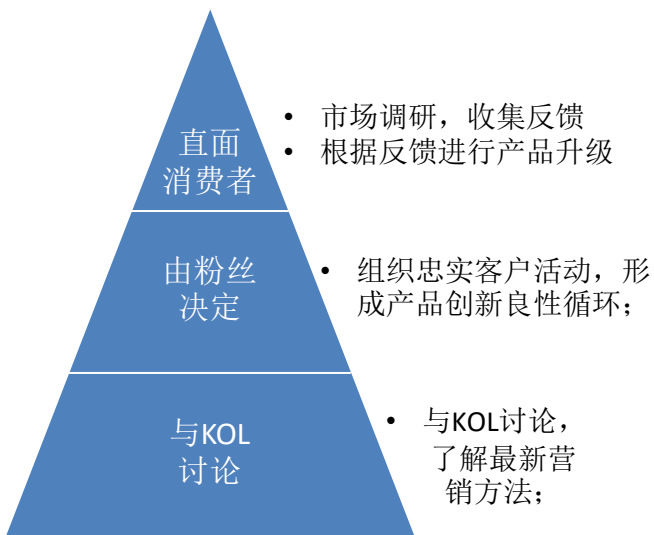 直面
消费者
• 市场调研，收集反馈
• 根据反馈进行产品升级
由粉丝
决定
• 组织忠实客户活动，形
成产品创新良性循环；
与KOL
讨论
• 与KOL讨论，
了解最新营
销方法；